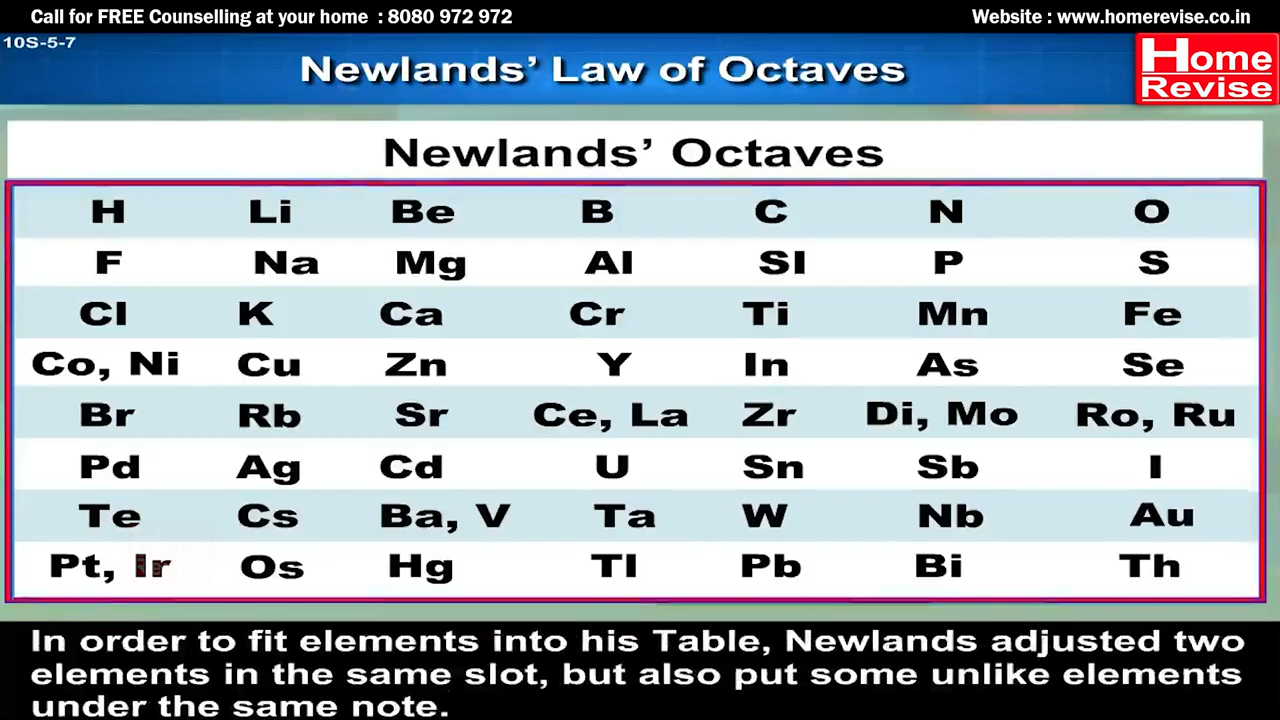 Call for FREE Counselling at your home : 8080 972 972
Website : www.homerevise.co.in
10S-5-7
Newlands' Law of Octaves
Home
Revise
Newlands' Octaves
H Li Be B C N O
F Na Mg Al SI P S
Cl K Ca Cr Ti Mn Fe
Co, Ni Cu Zn Y In As Se
Br Rb Sr Ce, La Zr Di, Mo Ro, Ru
Pd Ag Cd U Sn Sb I
Te Cs Ba, V Ta W Nb Au
Pt, Ir Os Hg Tl Pb Bi Th
In order to fit elements into his Table, Newlands adjusted two
elements in the same slot, but also put some unlike elements
under the same note.